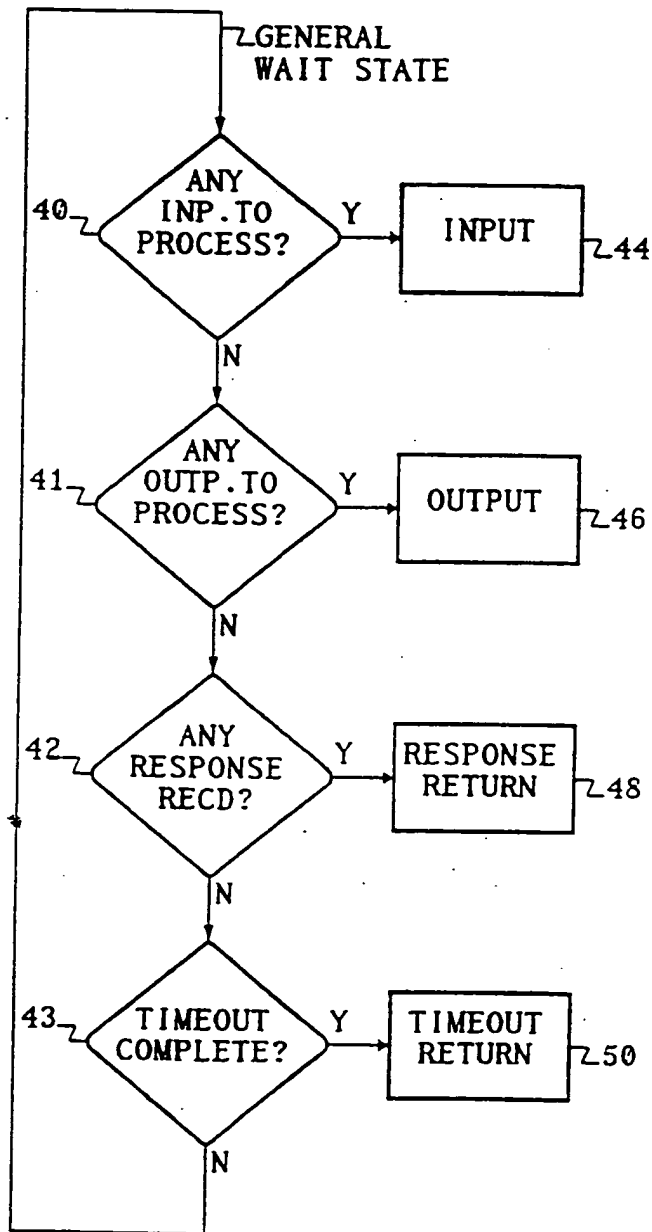 GENERAL
WAIT STATE
ANY
INP.TO
PROCESS?
40
Y
INPUT
44
N
ANY
OUTP.TO
PROCESS?
41
Y
OUTPUT
46
N
ANY
RESPONSE
RECD?
42
Y
RESPONSE
RETURN
48
N
TIMEOUT
COMPLETE?
43
Y
TIMEOUT
RETURN
50
N